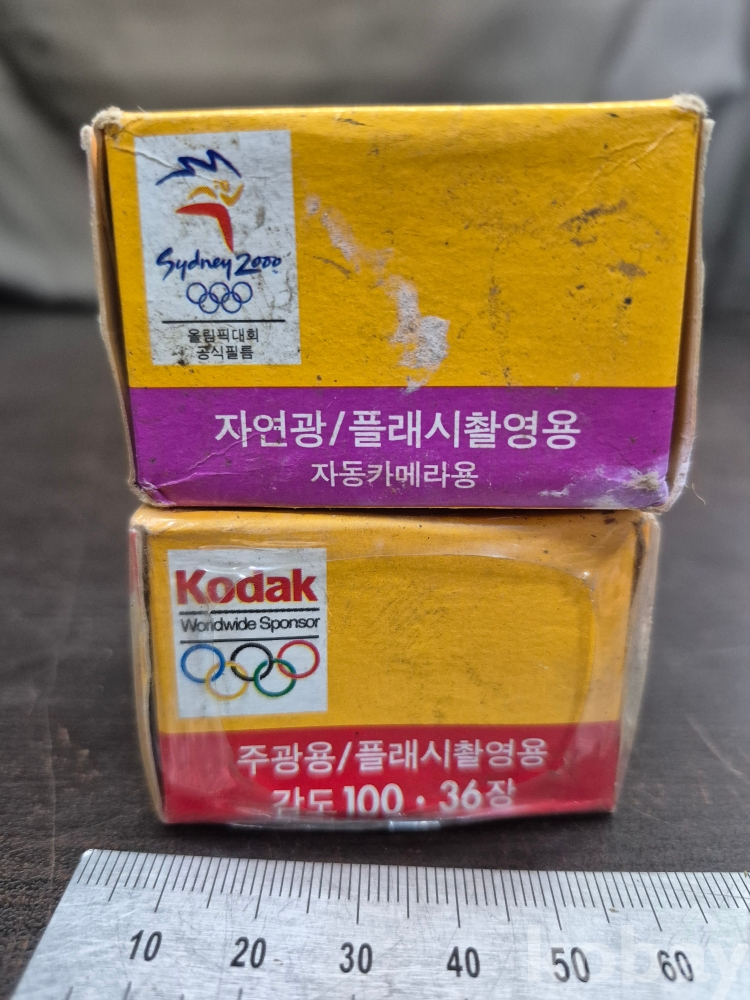 Sydney 2000
올림픽대회
공식필름
자연광/플래시촬영용
자동카메라용
Kodak
Worldwide Sponsor
주광용/플래시촬영용
감도 100 · 36장
10 20 30 40 50 60
kobay